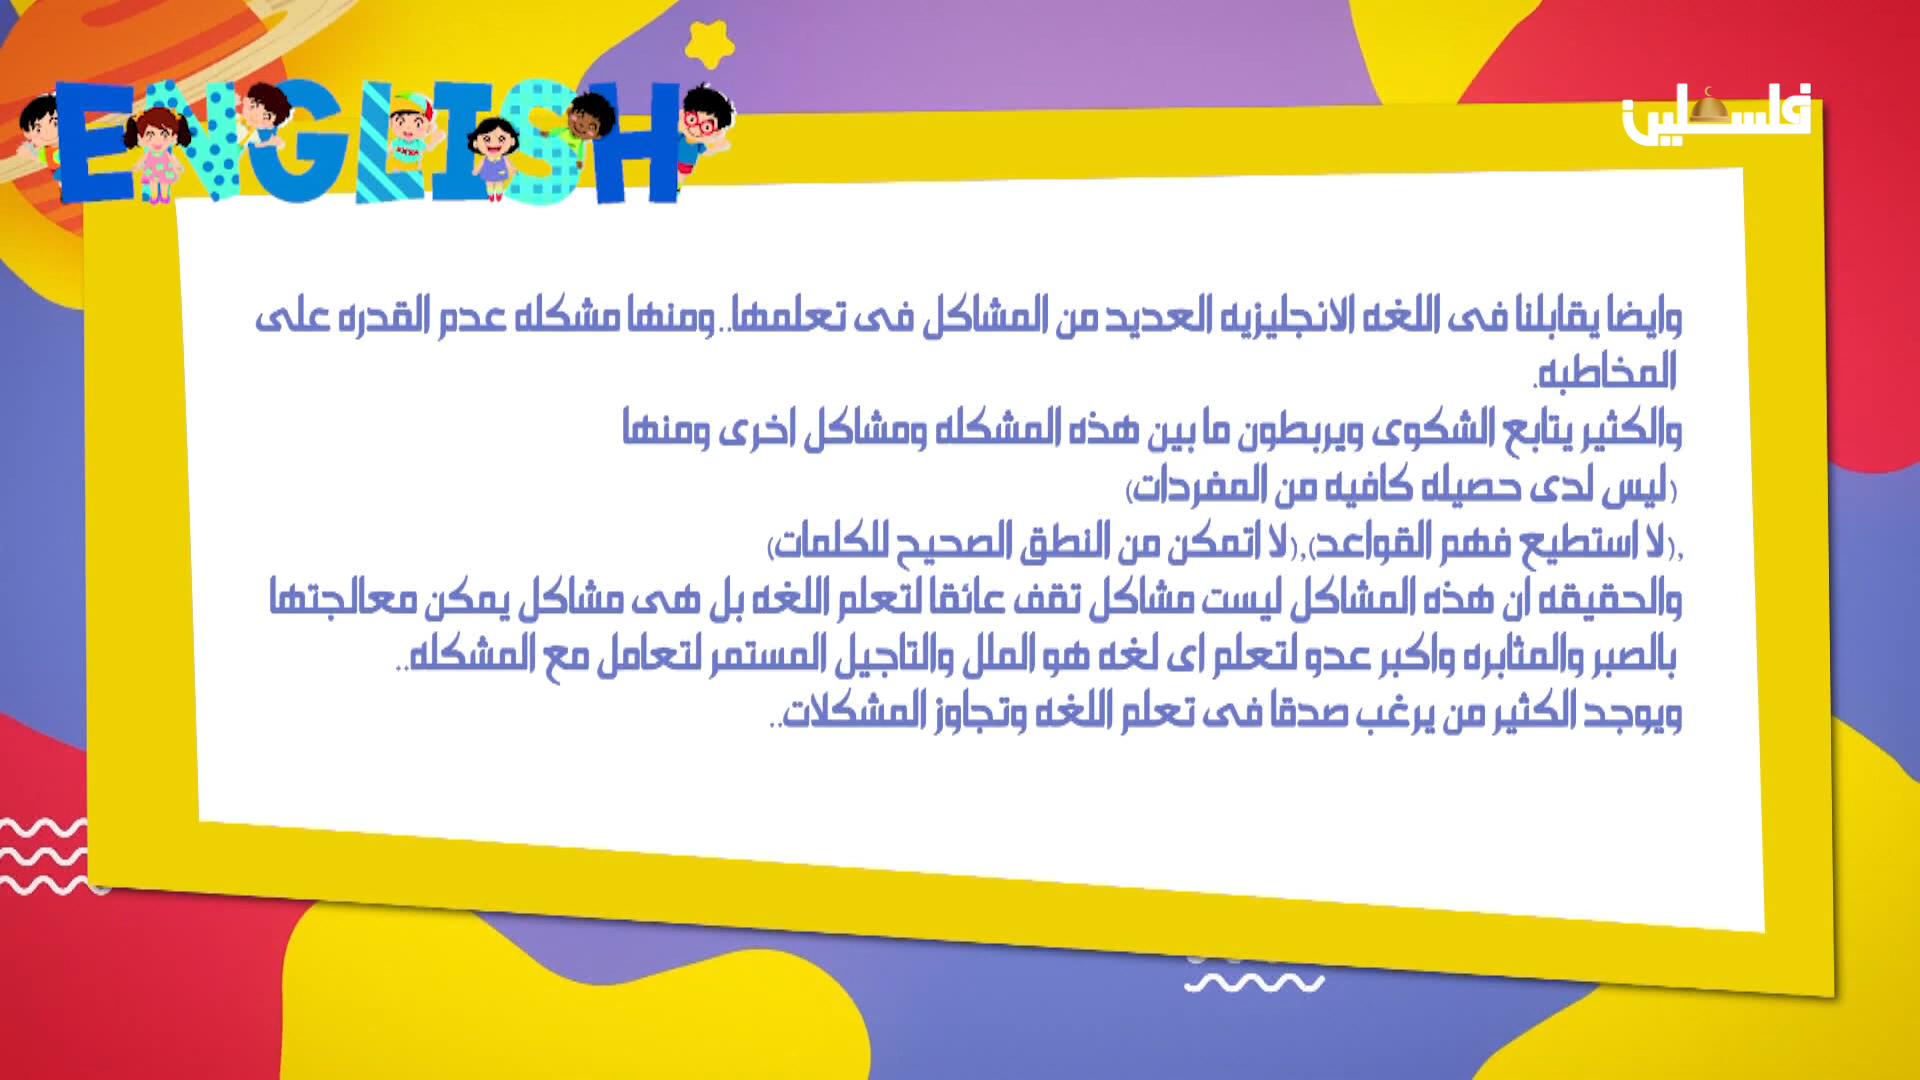 ENGLISH
فلسطين
وايضا يقابلنا فى اللغه الانجليزيه العديد من المشاكل فى تعلمها..ومنها مشكله عدم القدره على
المخاطبه.
والكثير يتابع الشكوى ويربطون ما بين هذه المشكله ومشاكل اخرى ومنها
(ليس لدى حصيله كافيه من المفردات)
,(لا استطيع فهم القواعد),(لا اتمكن من النطق الصحيح للكلمات)
والحقيقه ان هذه المشاكل ليست مشاكل تقف عائقا لتعلم اللغه بل هى مشاكل يمكن معالجتها
بالصبر والمثابره واكبر عدو لتعلم اى لغه هو الملل والتاجيل المستمر لتعامل مع المشكله..
ويوجد الكثير من يرغب صدقا فى تعلم اللغه وتجاوز المشكلات..